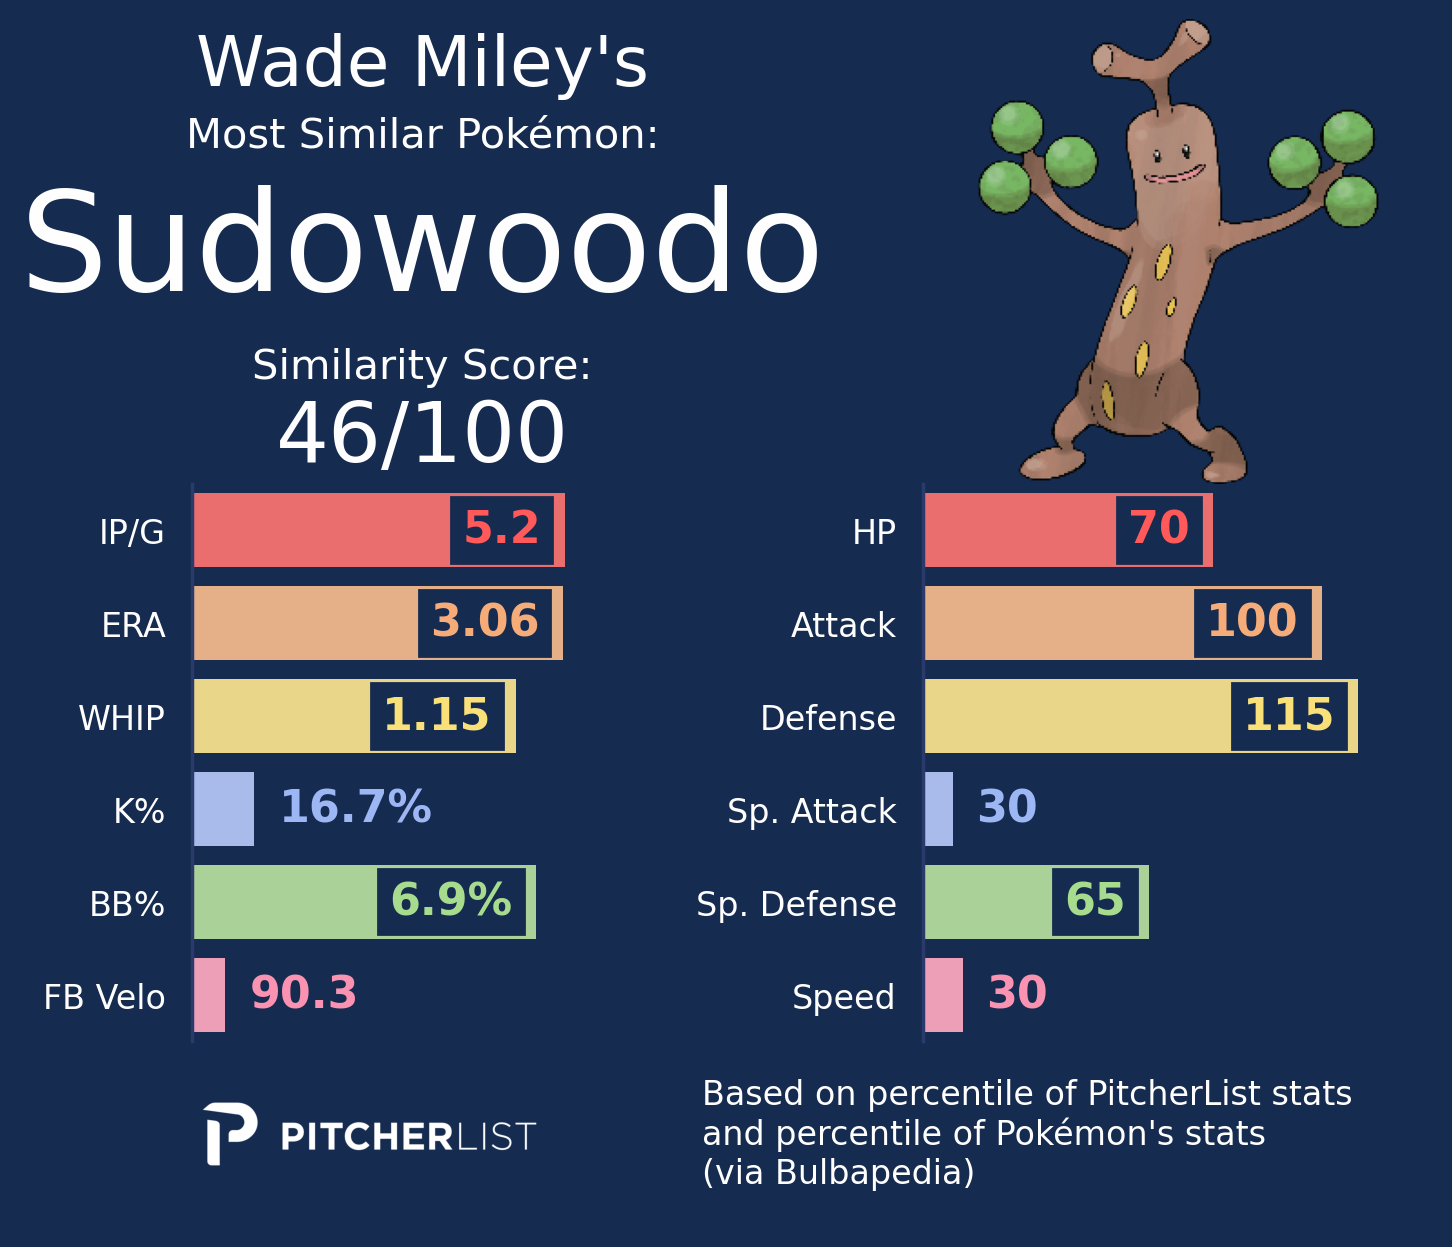 Wade Miley's
Most Similar Pokémon:
Sudowoodo
Similarity Score:
46/100
IP/G 5.2
ERA 3.06
WHIP 1.15
K% 16.7%
BB% 6.9%
FB Velo 90.3
HP 70
Attack 100
Defense 115
Sp. Attack 30
Sp. Defense 65
Speed 30
PITCHERLIST
Based on percentile of PitcherList stats
and percentile of Pokémon's stats
(via Bulbapedia)